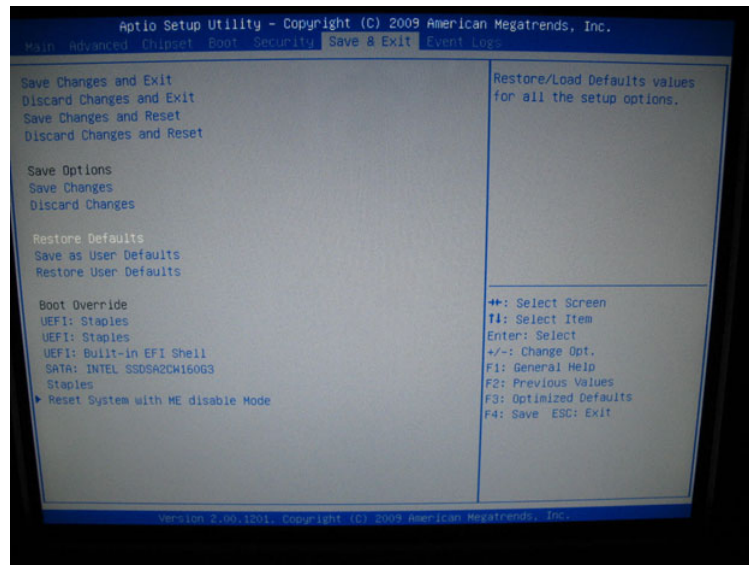 Aptio Setup Utility - Copyright (C) 2009 American Megatrends, Inc.
Main Advanced Chipset Boot Security Save & Exit Event Logs
Save Changes and Exit
Discard Changes and Exit
Save Changes and Reset
Discard Changes and Reset
Save Options
Save Changes
Discard Changes
Restore Defaults
Save as User Defaults
Restore User Defaults
Boot Override
UEFI: Staples
UEFI: Staples
UEFI: Built-in EFI Shell
SATA: INTEL SSDSA2CW160G3
Staples
Reset System with ME disable Mode
Restore/Load Defaults values
for all the setup options.
→←: Select Screen
↑↓: Select Item
Enter: Select
+/-: Change Opt.
F1: General Help
F2: Previous Values
F3: Optimized Defaults
F4: Save ESC: Exit
Version 2.00.1201. Copyright (C) 2009 American Megatrends, Inc.